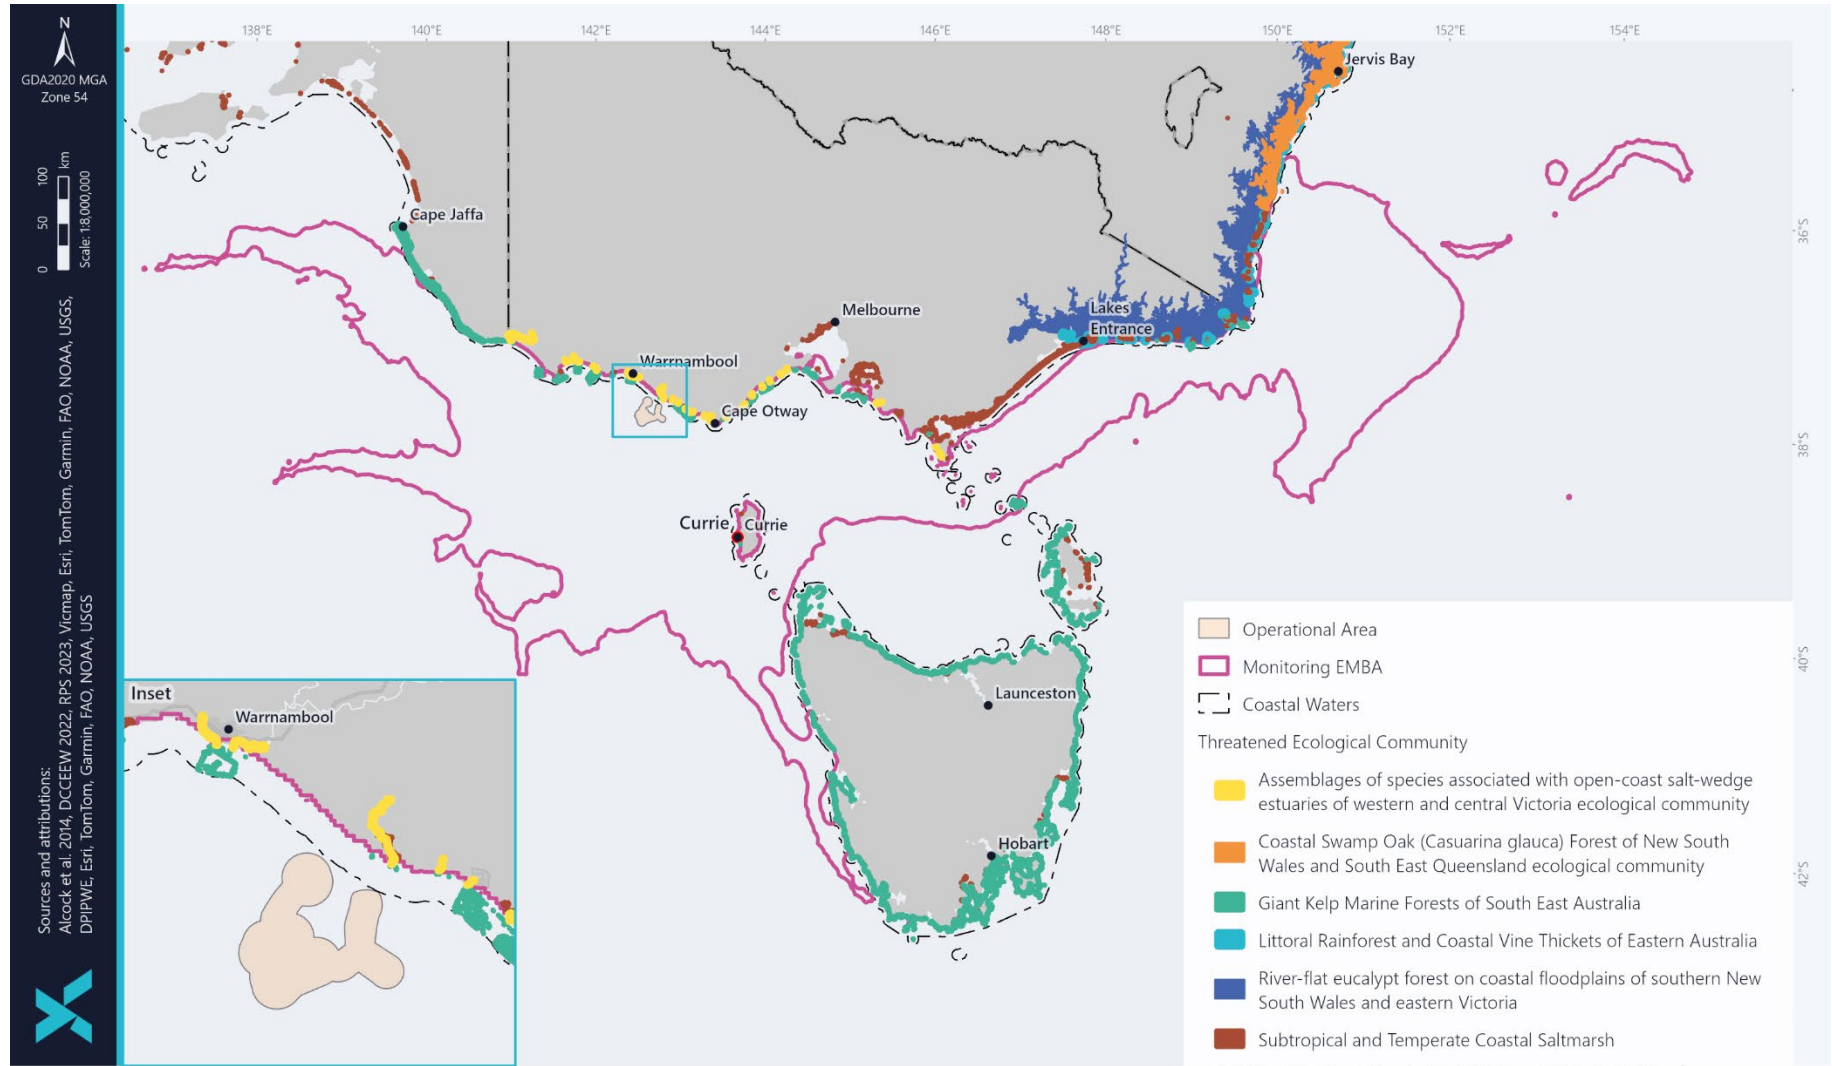 N
GDA2020 MGA
Zone 54
0 50 100 km
Scale: 1:8,000,000
Sources and attributions:
Alcock et al. 2014, DCCEEW 2022, RPS 2023, Vicmap, Esri, TomTom, Garmin, FAO, NOAA, USGS,
DPIPWE, Esri, TomTom, Garmin, FAO, NOAA, USGS
138°E
140°E
142°E
144°E
146°E
148°E
150°E
152°E
154°E
Jervis Bay
Cape Jaffa
36°S
Melbourne
Lakes
Entrance
Warrnambool
Cape Otway
38°S
Currie
Currie
40°S
Launceston
Hobart
42°S
Inset
Warrnambool
Operational Area
Monitoring EMBA
Coastal Waters
Threatened Ecological Community
Assemblages of species associated with open-coast salt-wedge
estuaries of western and central Victoria ecological community
Coastal Swamp Oak (Casuarina glauca) Forest of New South
Wales and South East Queensland ecological community
Giant Kelp Marine Forests of South East Australia
Littoral Rainforest and Coastal Vine Thickets of Eastern Australia
River-flat eucalypt forest on coastal floodplains of southern New
South Wales and eastern Victoria
Subtropical and Temperate Coastal Saltmarsh